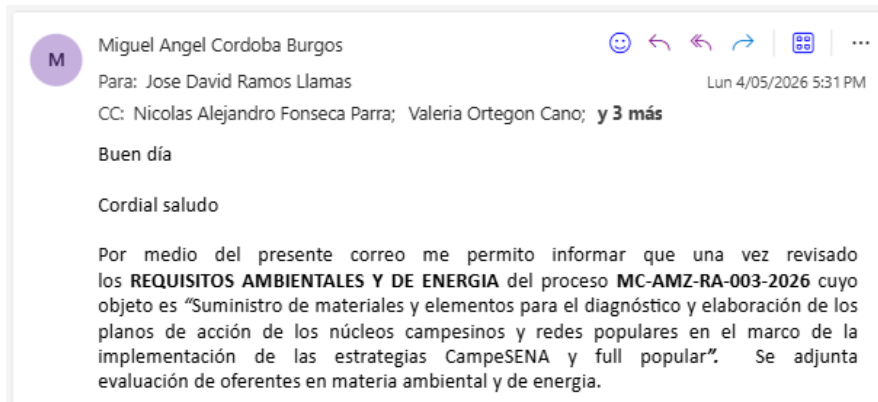 M
Miguel Angel Cordoba Burgos
Para: Jose David Ramos Llamas
Lun 4/05/2026 5:31 PM
CC: Nicolas Alejandro Fonseca Parra; Valeria Ortegon Cano; y 3 más
Buen día
Cordial saludo
Por medio del presente correo me permito informar que una vez revisado
los REQUISITOS AMBIENTALES Y DE ENERGIA del proceso MC-AMZ-RA-003-2026 cuyo
objeto es “Suministro de materiales y elementos para el diagnóstico y elaboración de los
planos de acción de los núcleos campesinos y redes populares en el marco de la
implementación de las estrategias CampeSENA y full popular”. Se adjunta
evaluación de oferentes en materia ambiental y de energia.